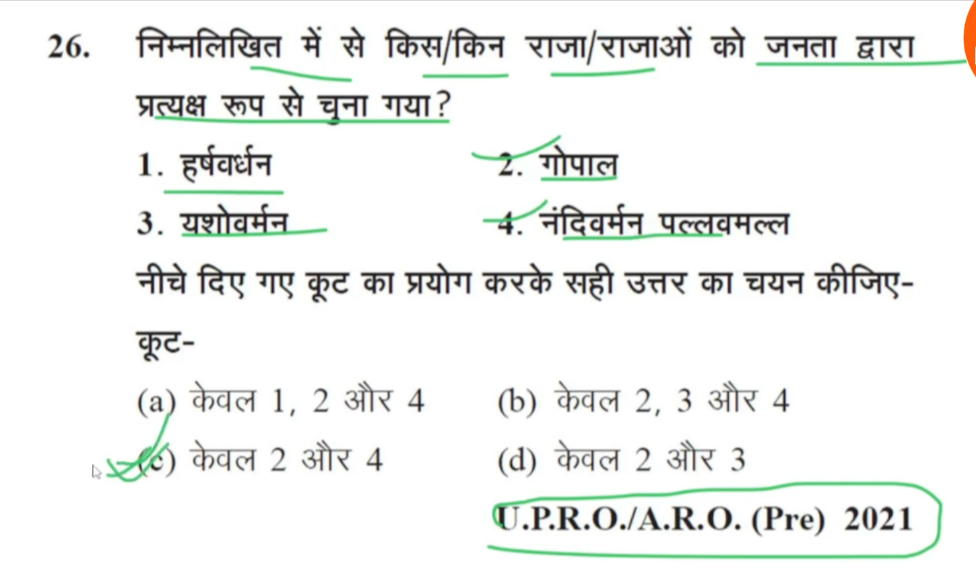 26. निम्नलिखित में से किस/किन राजा/राजाओं को जनता द्वारा
प्रत्यक्ष रूप से चुना गया?
1. हर्षवर्धन 2. गोपाल
3. यशोवर्मन 4. नंदिवर्मन पल्लवमल्ल
नीचे दिए गए कूट का प्रयोग करके सही उत्तर का चयन कीजिए-
कूट-
(a) केवल 1, 2 और 4 (b) केवल 2, 3 और 4
(c) केवल 2 और 4 (d) केवल 2 और 3
U.P.R.O./A.R.O. (Pre) 2021